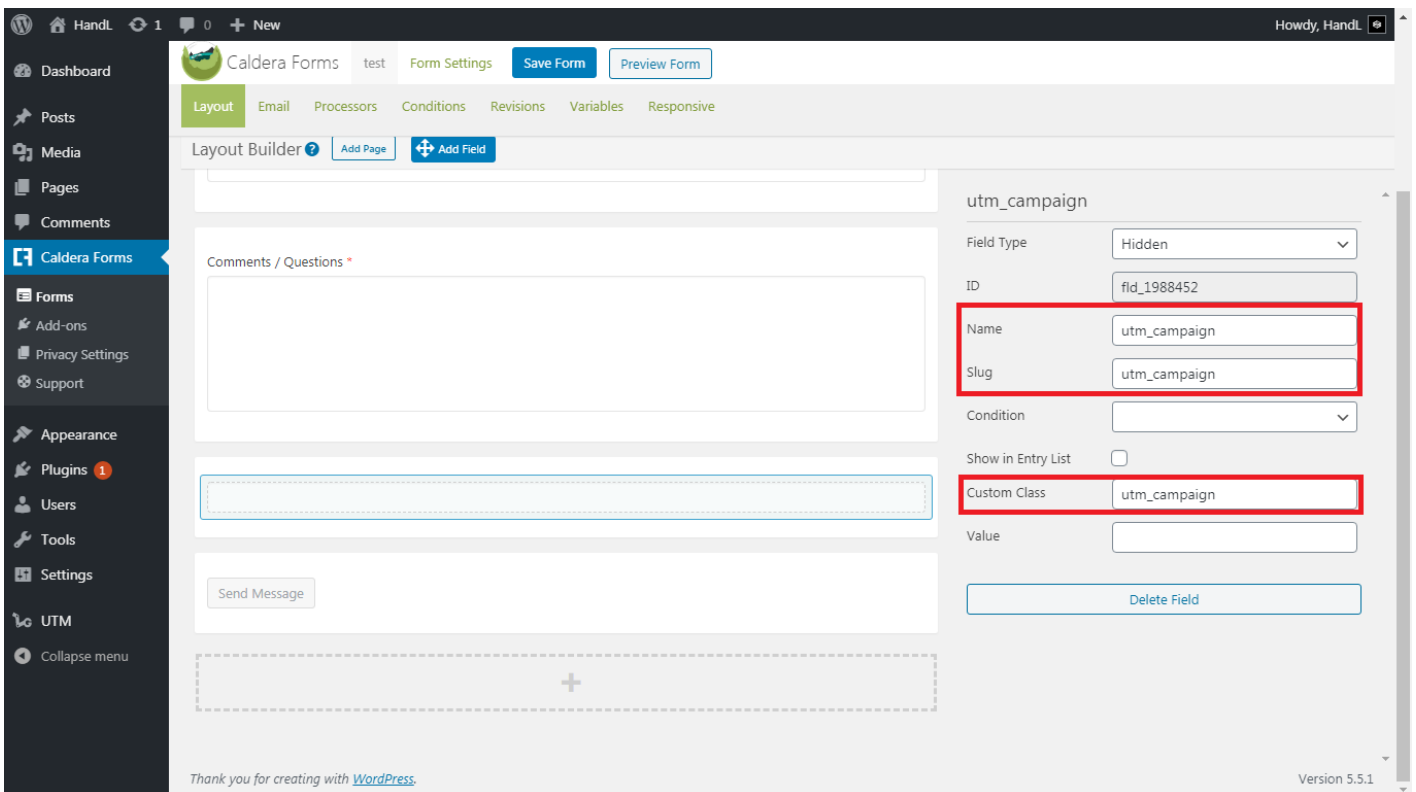 HandL 1 0 New Howdy, HandL
Dashboard
Posts
Media
Pages
Comments
Caldera Forms
Forms
Add-ons
Privacy Settings
Support
Appearance
Plugins 1
Users
Tools
Settings
UTM
Collapse menu
Caldera Forms test Form Settings Save Form Preview Form
Layout Email Processors Conditions Revisions Variables Responsive
Layout Builder ? Add Page Add Field
Comments / Questions *
Send Message
+
utm_campaign
Field Type Hidden
ID fld_1988452
Name utm_campaign
Slug utm_campaign
Condition
Show in Entry List
Custom Class utm_campaign
Value
Delete Field
Thank you for creating with WordPress. Version 5.5.1